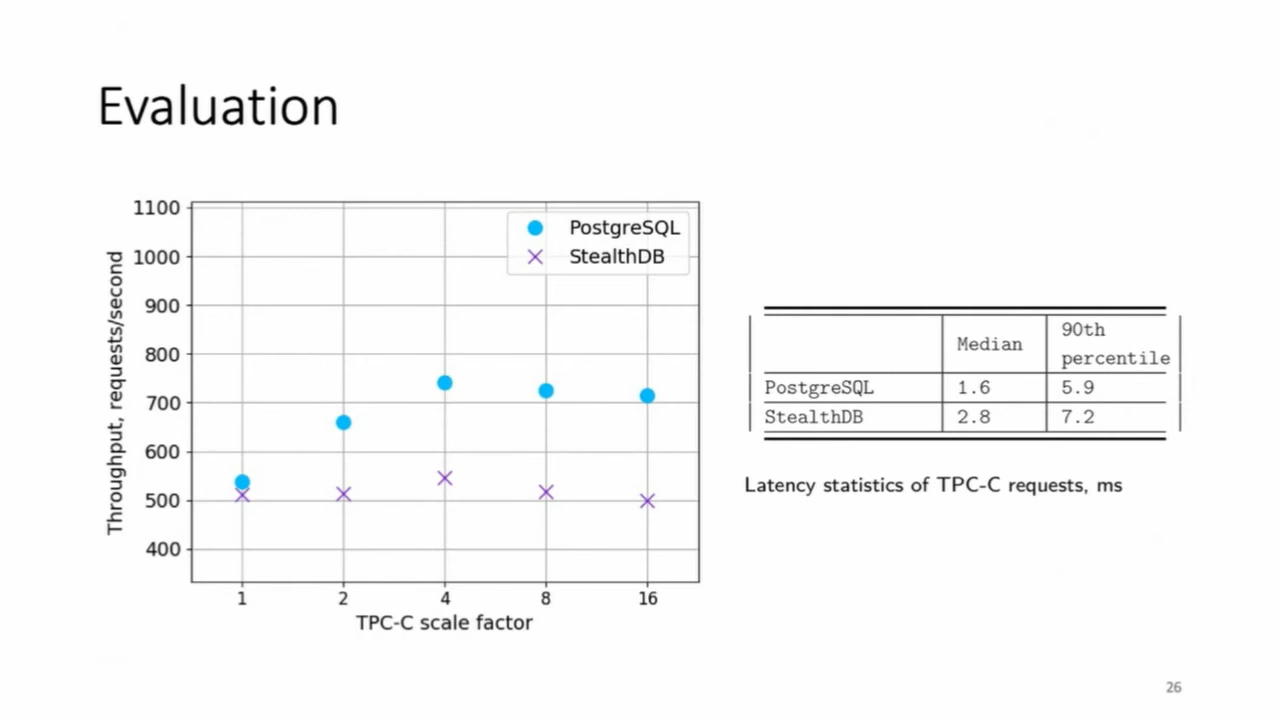 Evaluation
1100
1000
900
800
700
600
500
400
Throughput, requests/second
PostgreSQL
StealthDB
1 2 4 8 16
TPC-C scale factor
Median 90th percentile
PostgreSQL 1.6 5.9
StealthDB 2.8 7.2
Latency statistics of TPC-C requests, ms
26